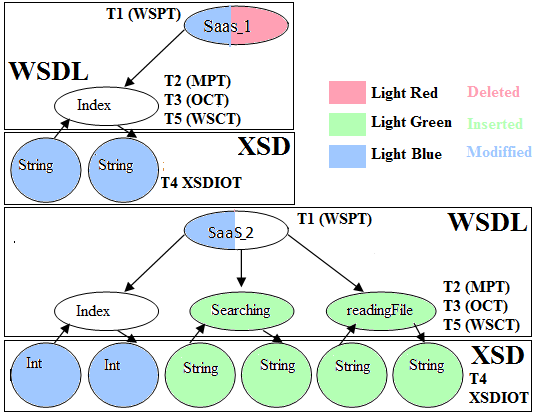 T1 (WSPT)
Saas_1
WSDL
T2 (MPT)
T3 (OCT)
T5 (WSCT)
Index
Light Red Deleted
Light Green Inserted
Light Blue Modiffied
XSD
String
String
T4 XSDIOT
T1 (WSPT)
WSDL
SaaS_2
T2 (MPT)
T3 (OCT)
T5 (WSCT)
Index
Searching
readingFile
XSD
Int
Int
String
String
String
String
T4
XSDIOT